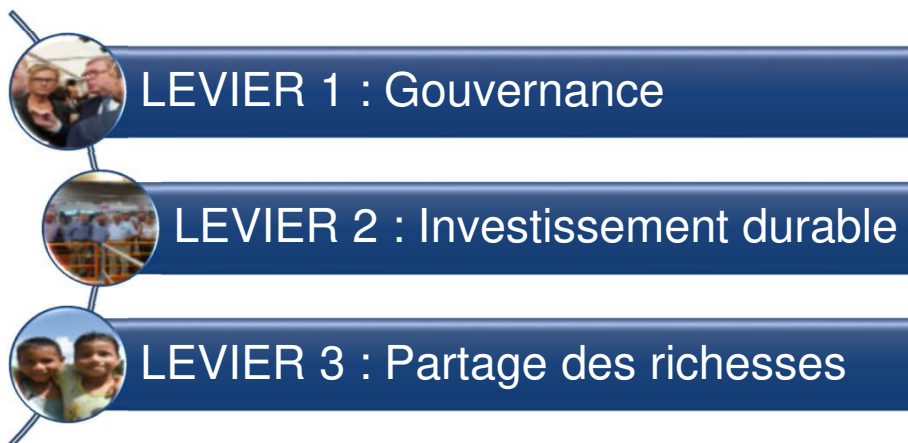 LEVIER 1 : Gouvernance
LEVIER 2 : Investissement durable
LEVIER 3 : Partage des richesses